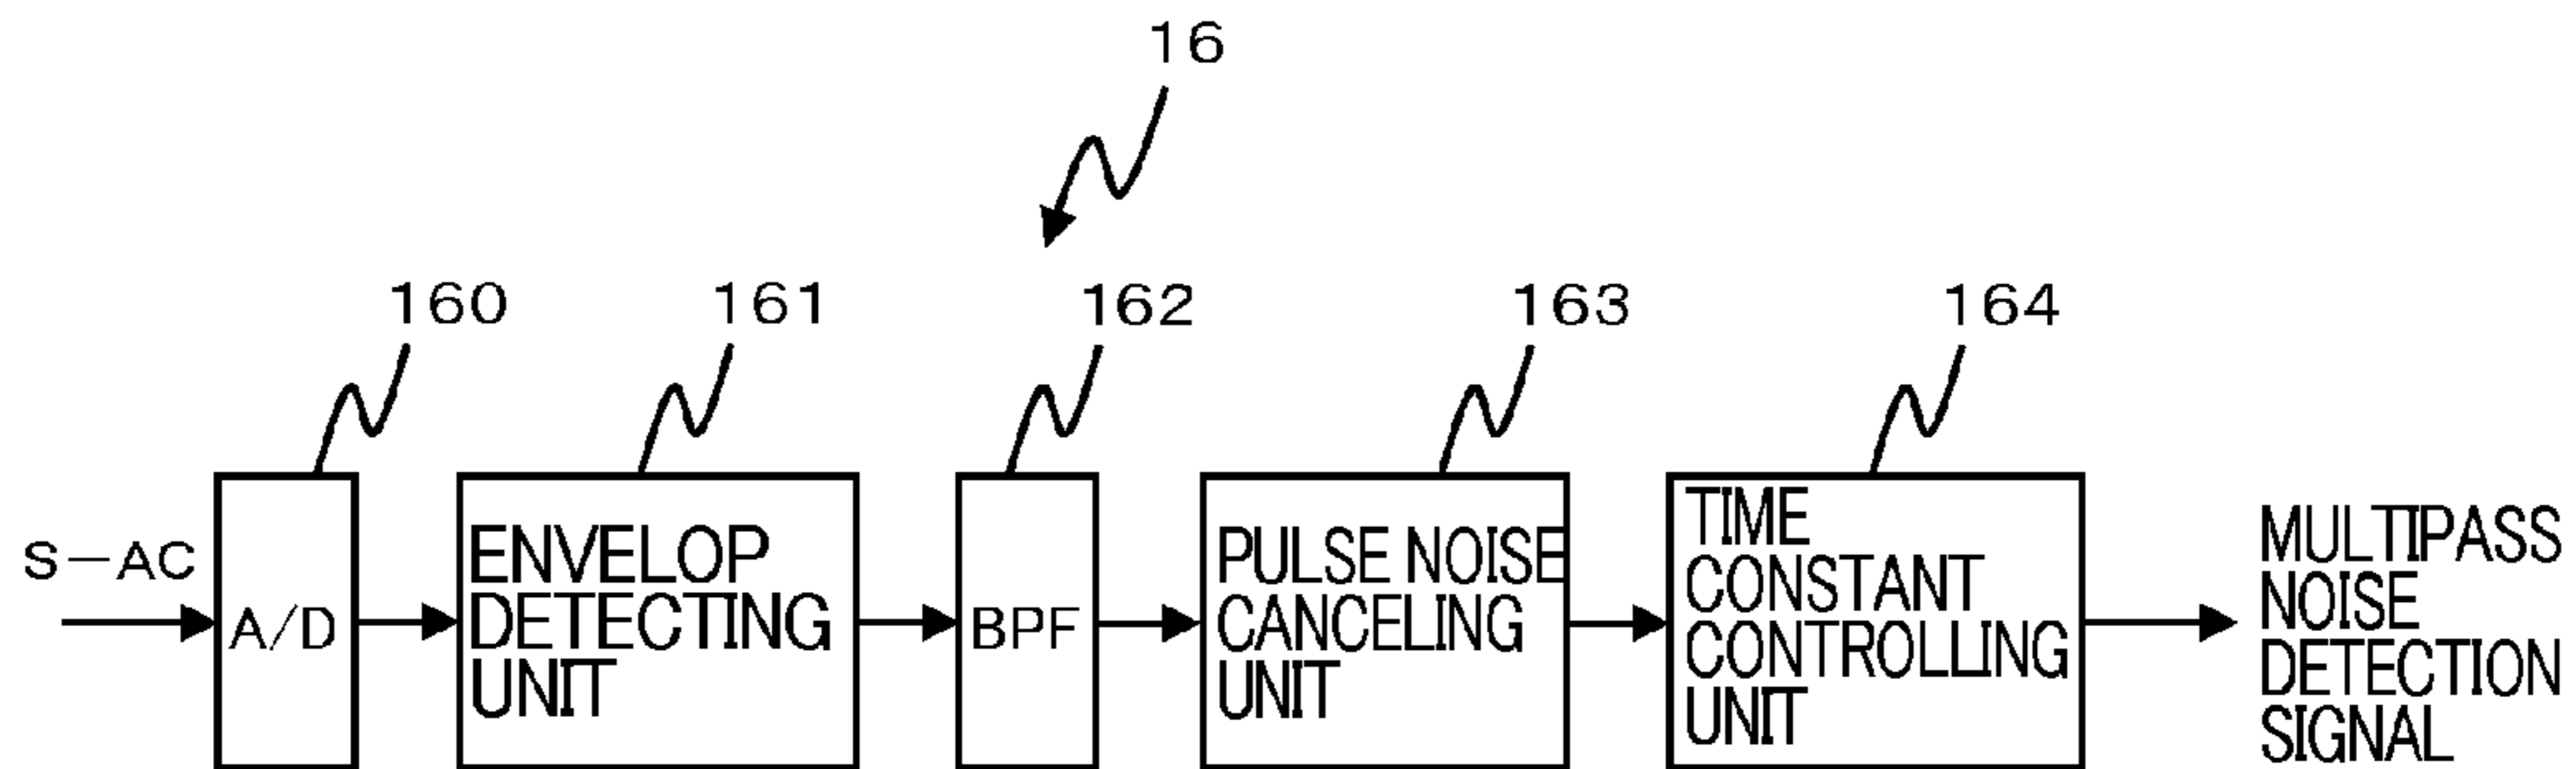 16
160
161
162
163
164
S-AC
A/D
ENVELOP
DETECTING
UNIT
BPF
PULSE NOISE
CANCELING
UNIT
TIME
CONSTANT
CONTROLLING
UNIT
MULTIPASS
NOISE
DETECTION
SIGNAL